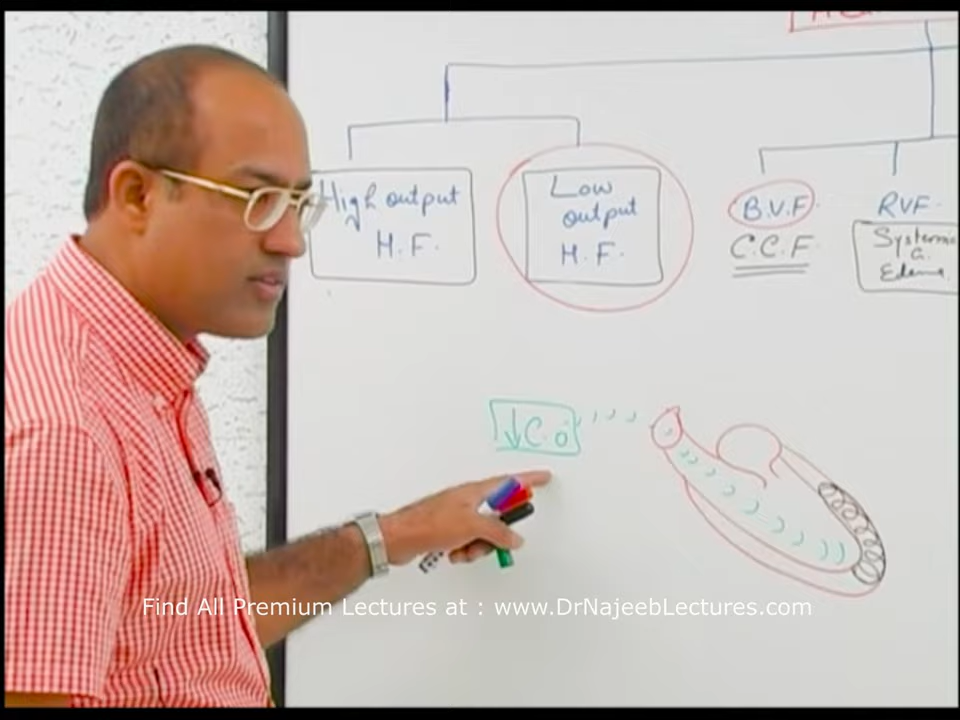 High output
H.F.
Low
output
H.F.
B.V.F
C.C.F
RVF.
Systemic
Edema
↓C.O
Find All Premium Lectures at : www.DrNajeebLectures.com